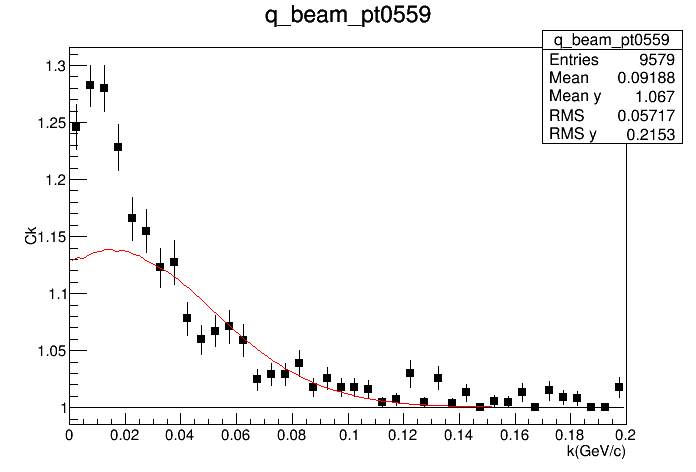 q_beam_pt0559
q_beam_pt0559
Entries 9579
Mean 0.09188
Mean y 1.067
RMS 0.05717
RMS y 0.2153
Ck
1.3
1.25
1.2
1.15
1.1
1.05
1
0 0.02 0.04 0.06 0.08 0.1 0.12 0.14 0.16 0.18 0.2
k(GeV/c)